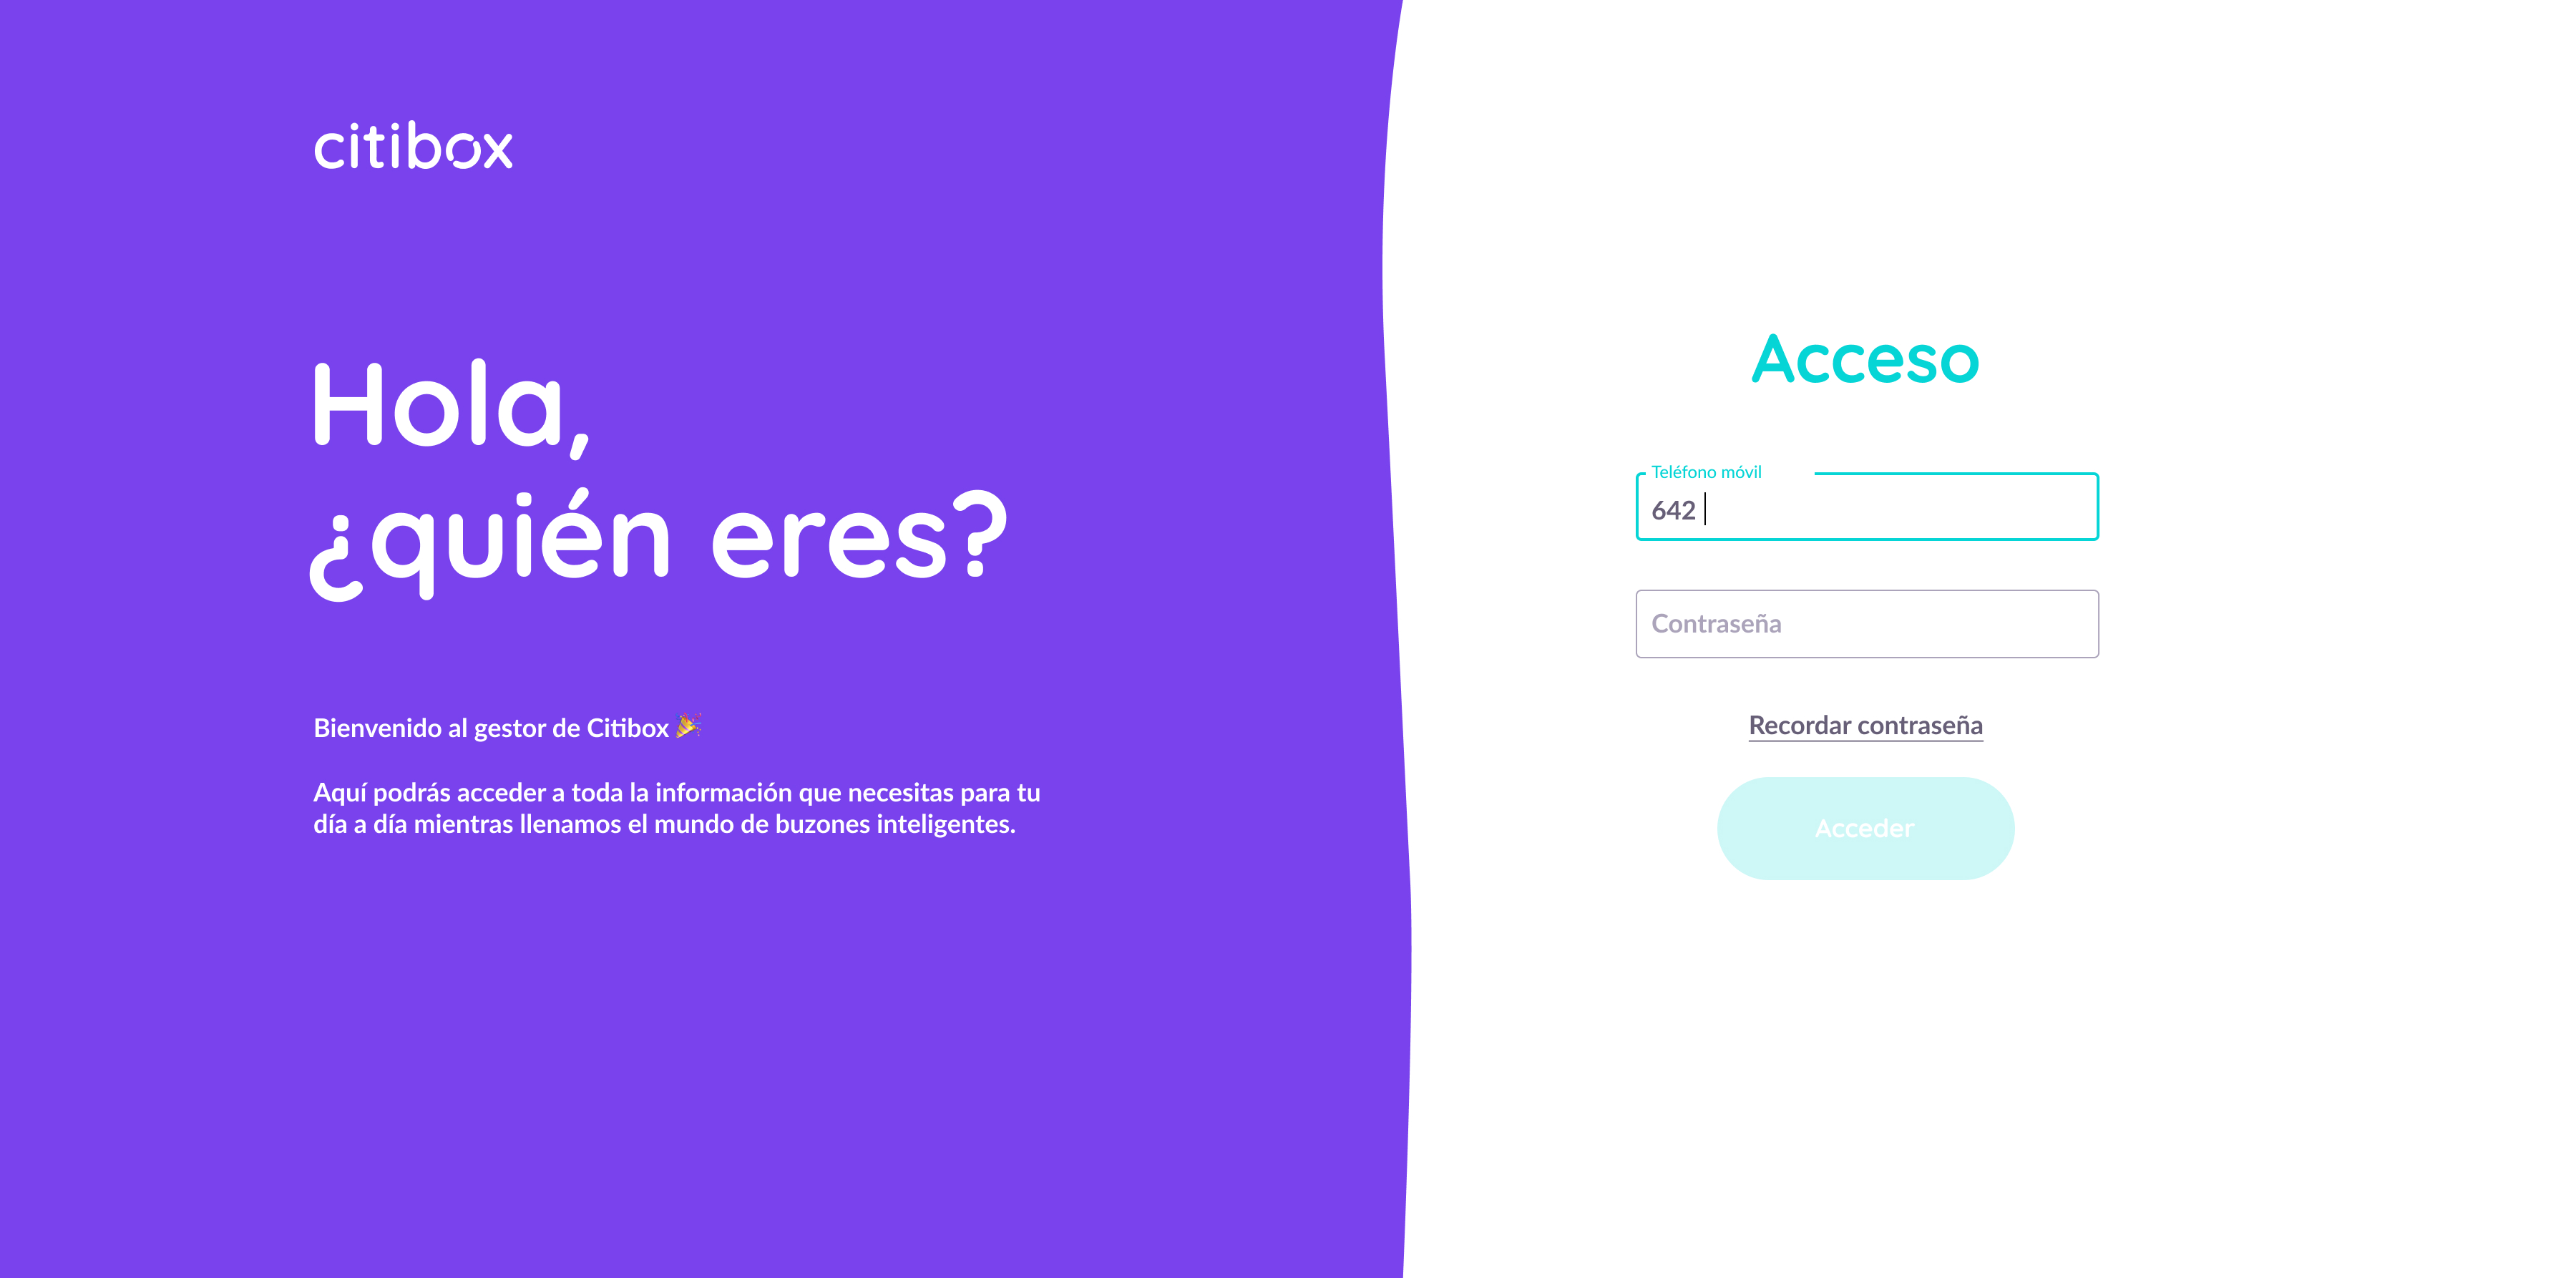 citibox
Hola,
¿quién eres?
Bienvenido al gestor de Citibox 🎉
Aquí podrás acceder a toda la información que necesitas para tu
día a día mientras llenamos el mundo de buzones inteligentes.
Acceso
Teléfono móvil
642
Contraseña
Recordar contraseña
Acceder